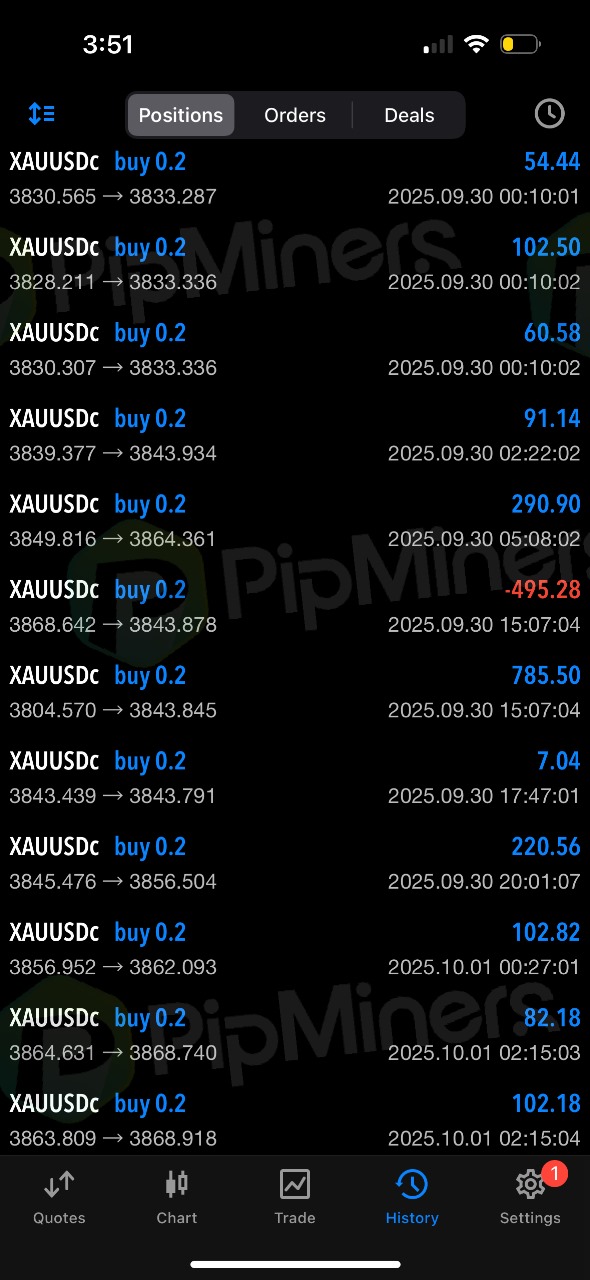 3:51
Positions Orders Deals
XAUUSDc buy 0.2 54.44
3830.565 → 3833.287 2025.09.30 00:10:01
XAUUSDc buy 0.2 102.50
3828.211 → 3833.336 2025.09.30 00:10:02
XAUUSDc buy 0.2 60.58
3830.307 → 3833.336 2025.09.30 00:10:02
XAUUSDc buy 0.2 91.14
3839.377 → 3843.934 2025.09.30 02:22:02
XAUUSDc buy 0.2 290.90
3849.816 → 3864.361 2025.09.30 05:08:02
XAUUSDc buy 0.2 -495.28
3868.642 → 3843.878 2025.09.30 15:07:04
XAUUSDc buy 0.2 785.50
3804.570 → 3843.845 2025.09.30 15:07:04
XAUUSDc buy 0.2 7.04
3843.439 → 3843.791 2025.09.30 17:47:01
XAUUSDc buy 0.2 220.56
3845.476 → 3856.504 2025.09.30 20:01:07
XAUUSDc buy 0.2 102.82
3856.952 → 3862.093 2025.10.01 00:27:01
XAUUSDc buy 0.2 82.18
3864.631 → 3868.740 2025.10.01 02:15:03
XAUUSDc buy 0.2 102.18
3863.809 → 3868.918 2025.10.01 02:15:04
PipMiners
PipMiners
PipMiners
1
Quotes Chart Trade History Settings